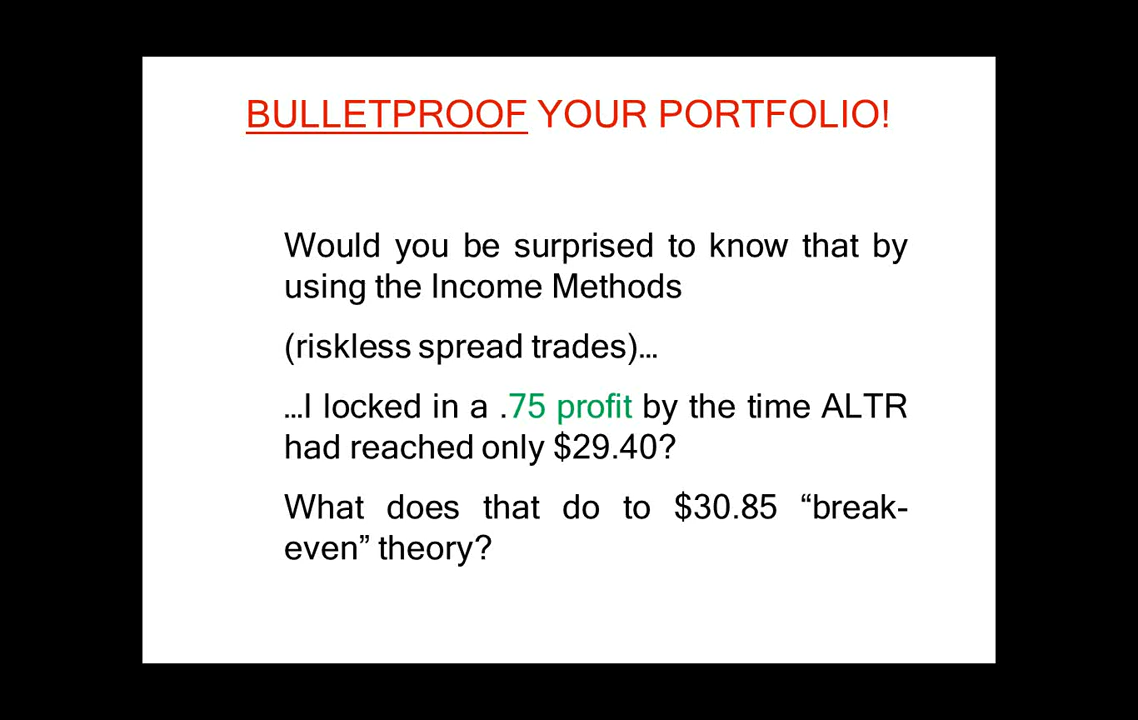 BULLETPROOF YOUR PORTFOLIO!
Would you be surprised to know that by
using the Income Methods
(riskless spread trades)…
…I locked in a .75 profit by the time ALTR
had reached only $29.40?
What does that do to $30.85 “break-
even” theory?